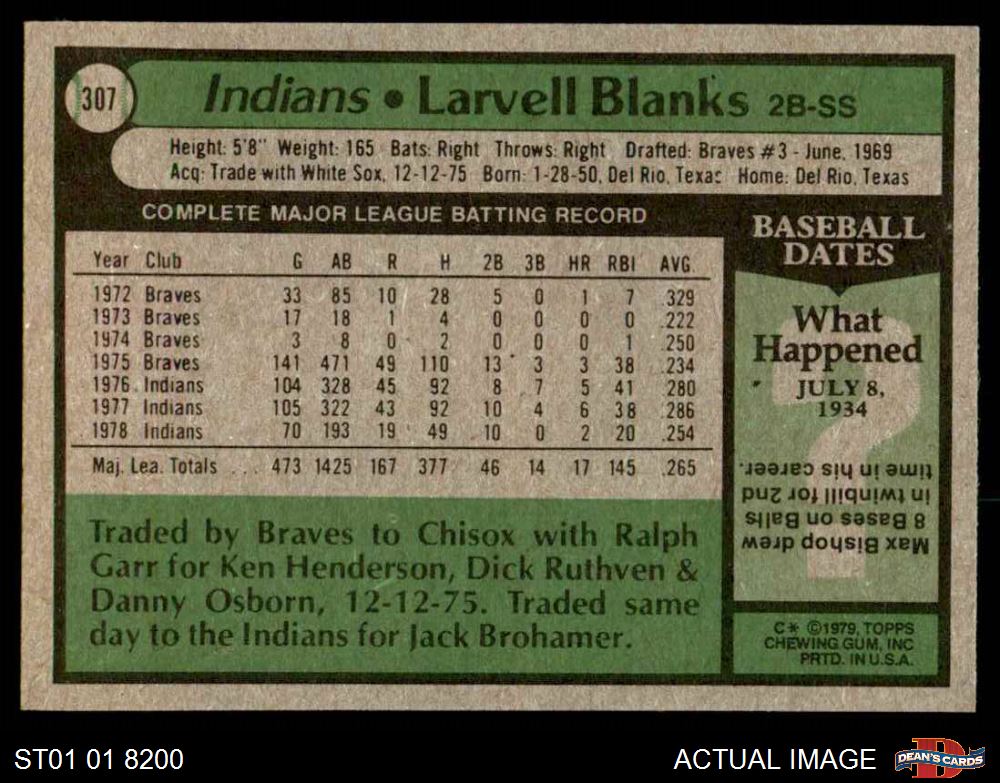 307
Indians • Larvell Blanks 2B-SS
Height: 5'8" Weight: 165 Bats: Right Throws: Right Drafted: Braves #3 - June, 1969
Acq: Trade with White Sox, 12-12-75 Born: 1-28-50, Del Rio, Texas Home: Del Rio, Texas
COMPLETE MAJOR LEAGUE BATTING RECORD
Year Club G AB R H 2B 3B HR RBI AVG.
1972 Braves 33 85 10 28 5 0 1 7 .329
1973 Braves 17 18 1 4 0 0 0 0 .222
1974 Braves 3 8 0 2 0 0 0 1 .250
1975 Braves 141 471 49 110 13 3 3 38 .234
1976 Indians 104 328 45 92 8 7 5 41 .280
1977 Indians 105 322 43 92 10 4 6 38 .286
1978 Indians 70 193 19 49 10 0 2 20 .254
Maj. Lea. Totals ... 473 1425 167 377 46 14 17 145 .265
Traded by Braves to Chisox with Ralph
Garr for Ken Henderson, Dick Ruthven &
Danny Osborn, 12-12-75. Traded same
day to the Indians for Jack Brohamer.
BASEBALL
DATES
What
Happened
JULY 8,
1934
?
Max Bishop drew
8 Bases on Balls
in twinbill for 2nd
time in his career.
C* ©1979, TOPPS
CHEWING GUM, INC
PRTD. IN U.S.A.
ST01 01 8200
ACTUAL IMAGE
D
DEAN'S CARDS